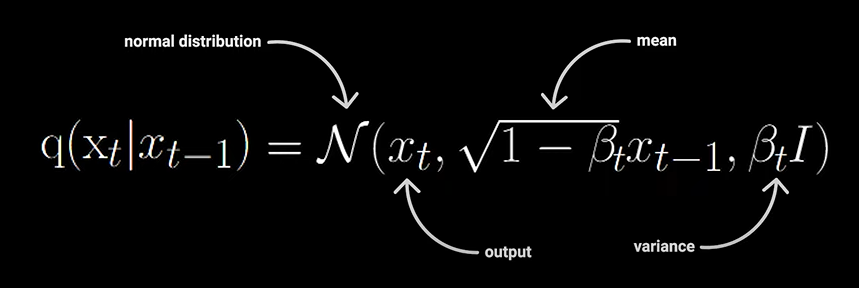 normal distribution
mean
q(x_t|x_{t-1}) = 𝒩(x_t, √(1 − β_t)x_{t-1}, β_t I)
output
variance